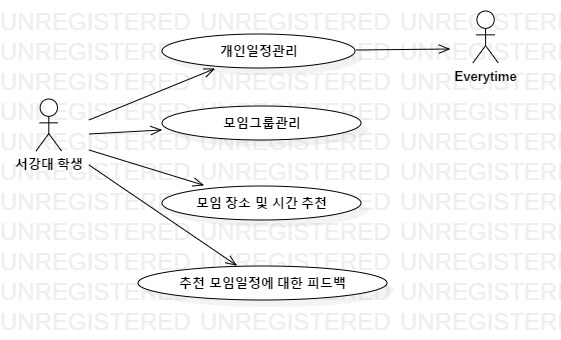 개인일정관리
Everytime
모임그룹관리
서강대 학생
모임 장소 및 시간 추천
추천 모임일정에 대한 피드백
UNREGISTERED UNREGISTERED UNREGISTERED